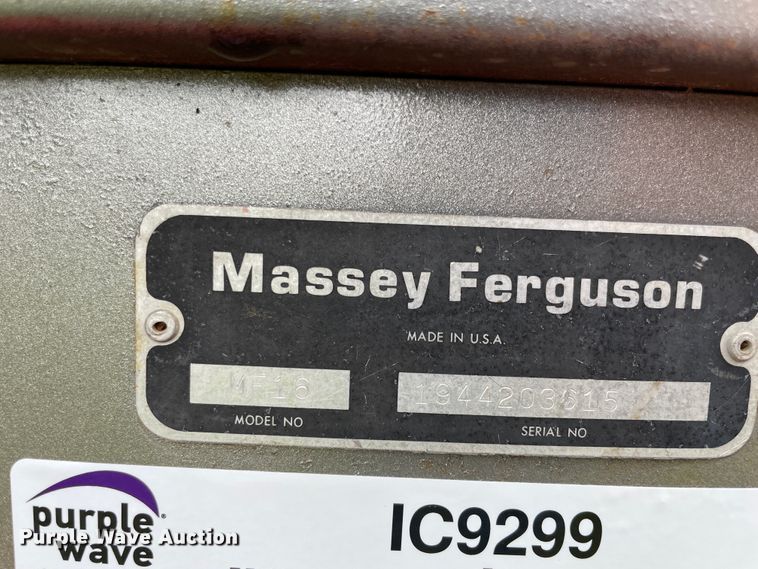 Massey Ferguson
MADE IN U.S.A.
MF16 1944203615
MODEL NO SERIAL NO
purple wave IC9299
Purple Wave Auction